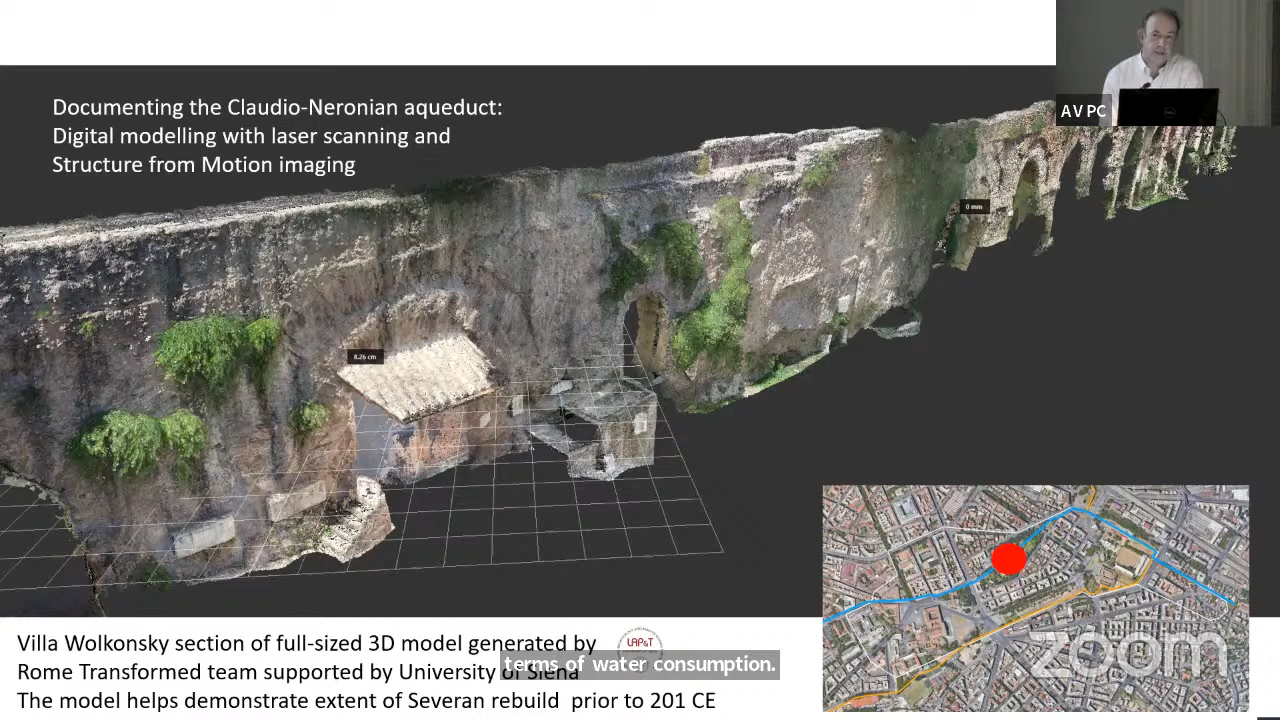 Documenting the Claudio-Neronian aqueduct:
Digital modelling with laser scanning and
Structure from Motion imaging
AV PC
0 mm
8.26 cm
Villa Wolkonsky section of full-sized 3D model generated by
Rome Transformed team supported by University of Siena
The model helps demonstrate extent of Severan rebuild prior to 201 CE
LAP&T
terms of water consumption.
zoom